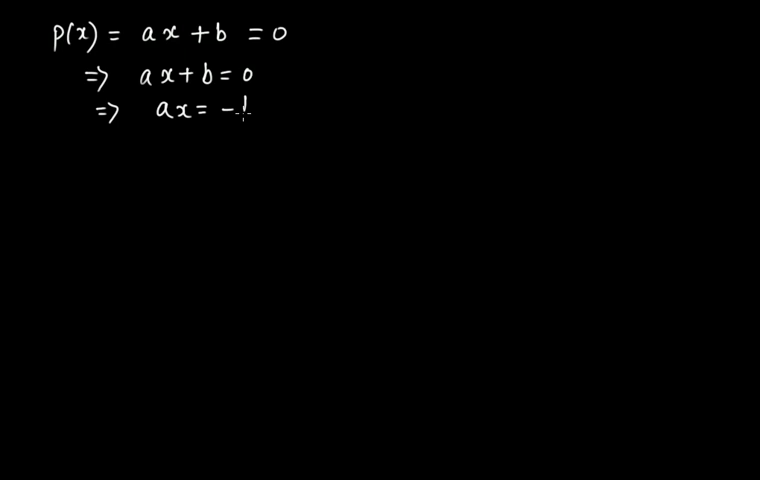 p(x) = ax + b = 0
=> ax + b = 0
=> ax = -